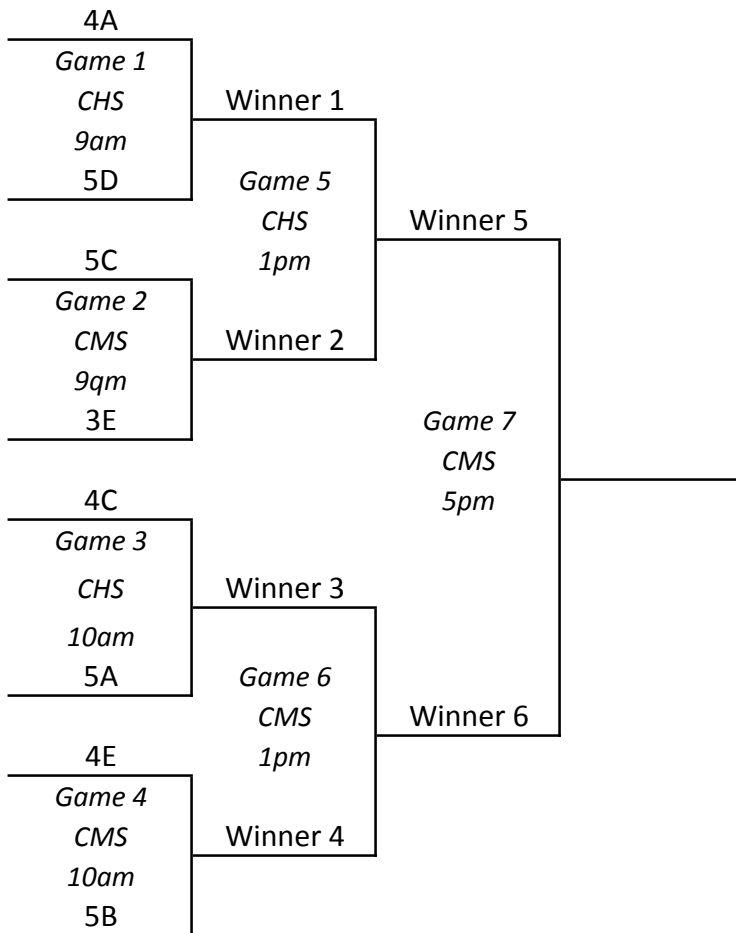 4A
Game 1
CHS
9am
5D
Winner 1
Game 5
CHS
1pm
Winner 5
5C
Game 2
CMS
9qm
3E
Winner 2
Game 7
CMS
5pm
4C
Game 3
CHS
10am
5A
Winner 3
Game 6
CMS
1pm
Winner 6
4E
Game 4
CMS
10am
5B
Winner 4